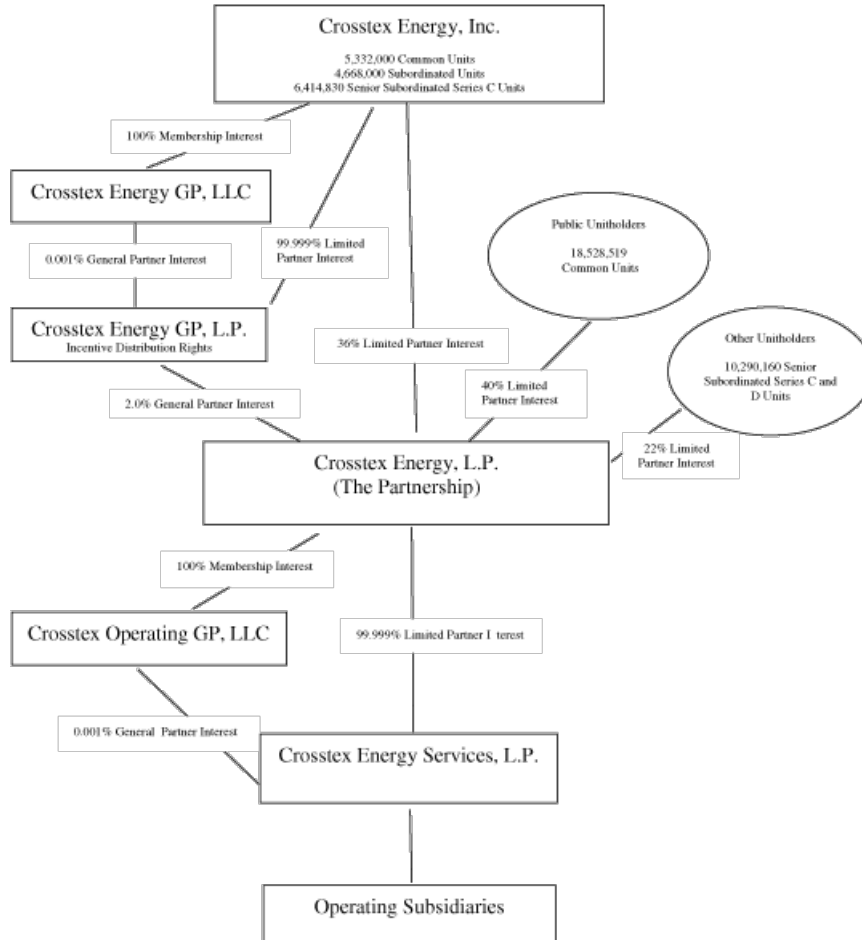 Crosstex Energy, Inc.
5,332,000 Common Units
4,668,000 Subordinated Units
6,414,830 Senior Subordinated Series C Units
100% Membership Interest
Crosstex Energy GP, LLC
0.001% General Partner Interest
99.999% Limited
Partner Interest
Public Unitholders
18,528,519
Common Units
Crosstex Energy GP, L.P.
Incentive Distribution Rights
36% Limited Partner Interest
Other Unitholders
10,290,160 Senior
Subordinated Series C and
D Units
2.0% General Partner Interest
40% Limited
Partner Interest
22% Limited
Partner Interest
Crosstex Energy, L.P.
(The Partnership)
100% Membership Interest
Crosstex Operating GP, LLC
99.999% Limited Partner I terest
0.001% General Partner Interest
Crosstex Energy Services, L.P.
Operating Subsidiaries